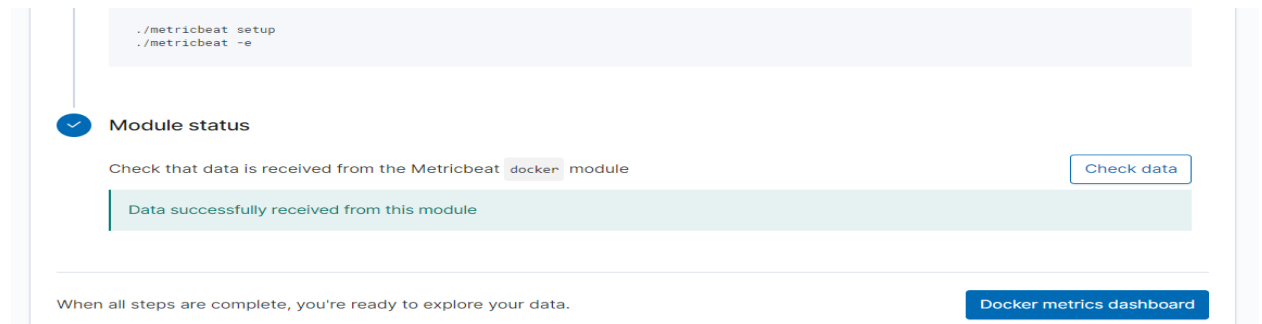 ./metricbeat setup
./metricbeat -e
Module status
Check that data is received from the Metricbeat docker module
Check data
Data successfully received from this module
When all steps are complete, you're ready to explore your data.
Docker metrics dashboard